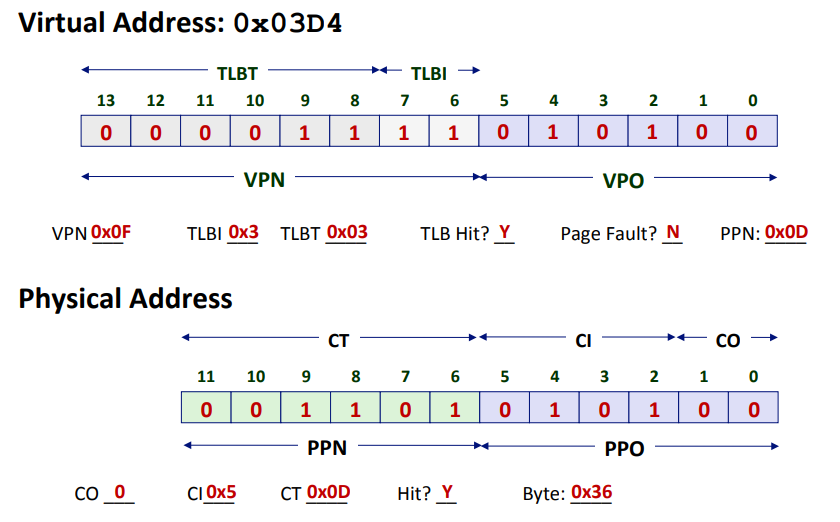 Virtual Address: 0x03D4
TLBT TLBI
13 12 11 10 9 8 7 6 5 4 3 2 1 0
0 0 0 0 1 1 1 1 0 1 0 1 0 0
VPN VPO
VPN 0x0F TLBI 0x3 TLBT 0x03 TLB Hit? Y Page Fault? N PPN: 0x0D
Physical Address
CT CI CO
11 10 9 8 7 6 5 4 3 2 1 0
0 0 1 1 0 1 0 1 0 1 0 0
PPN PPO
CO 0 CI 0x5 CT 0x0D Hit? Y Byte: 0x36